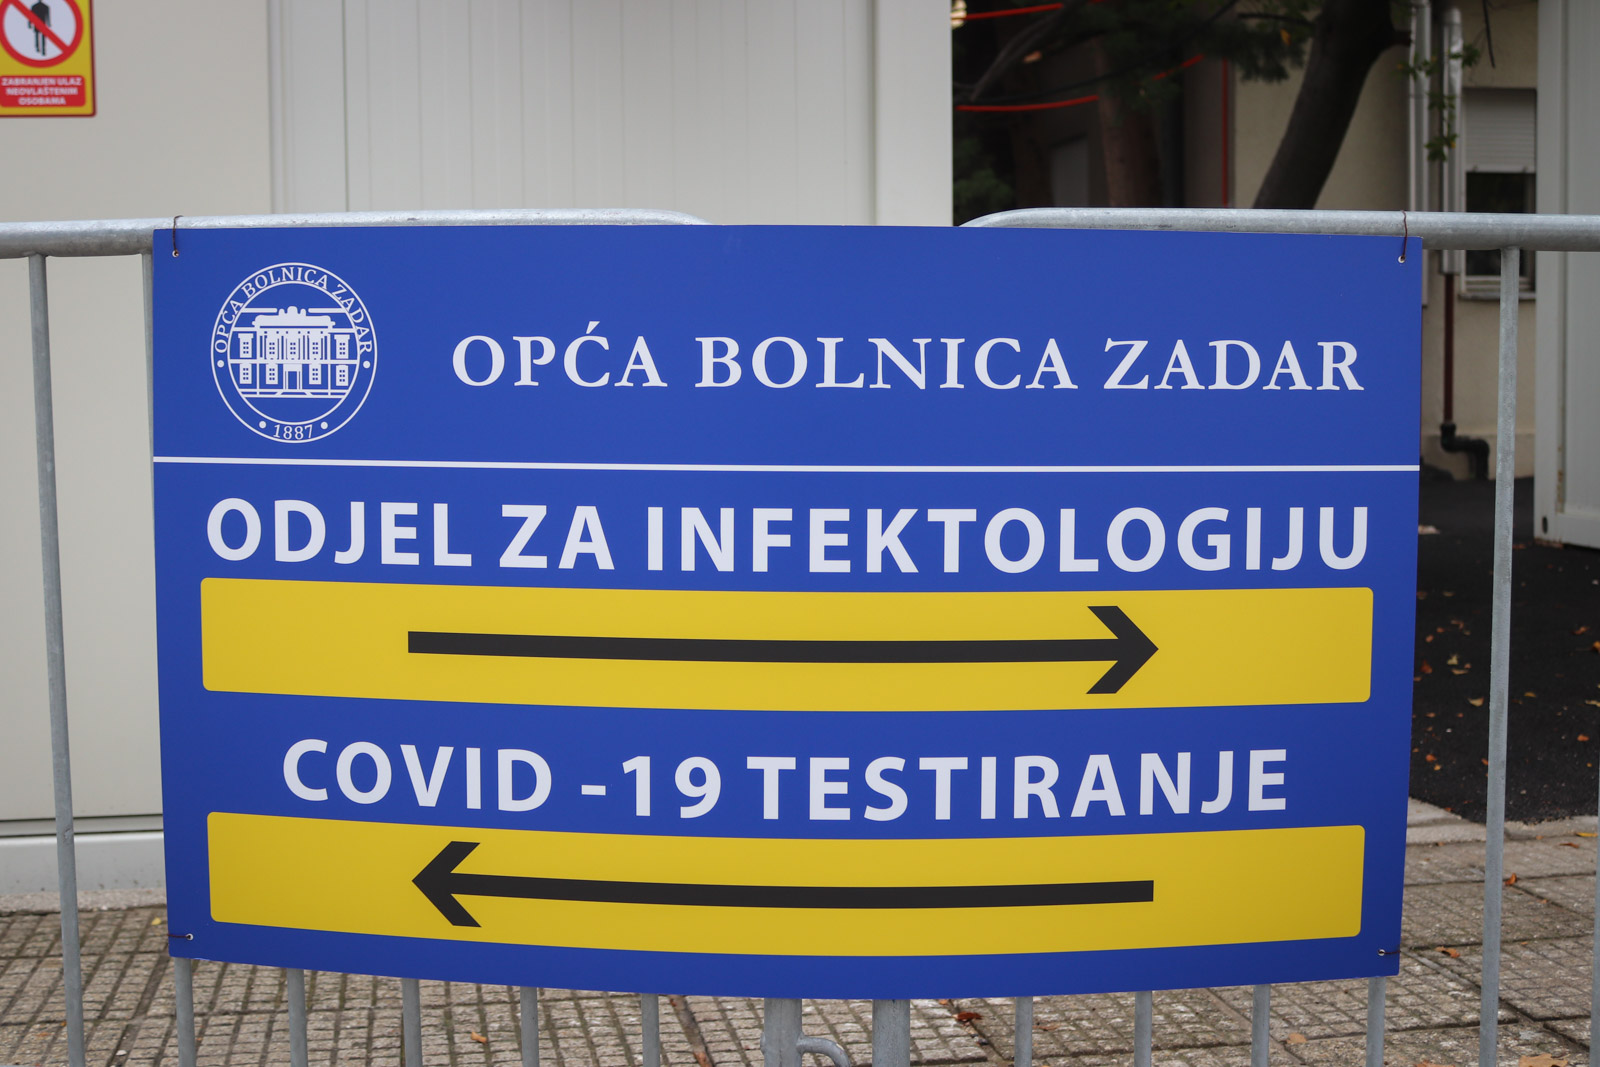 ZABRANJEN ULAZ
NEOVLAŠTENIM
OSOBAMA
OPĆA BOLNICA ZADAR
1887
OPĆA BOLNICA ZADAR
ODJEL ZA INFEKTOLOGIJU
COVID -19 TESTIRANJE